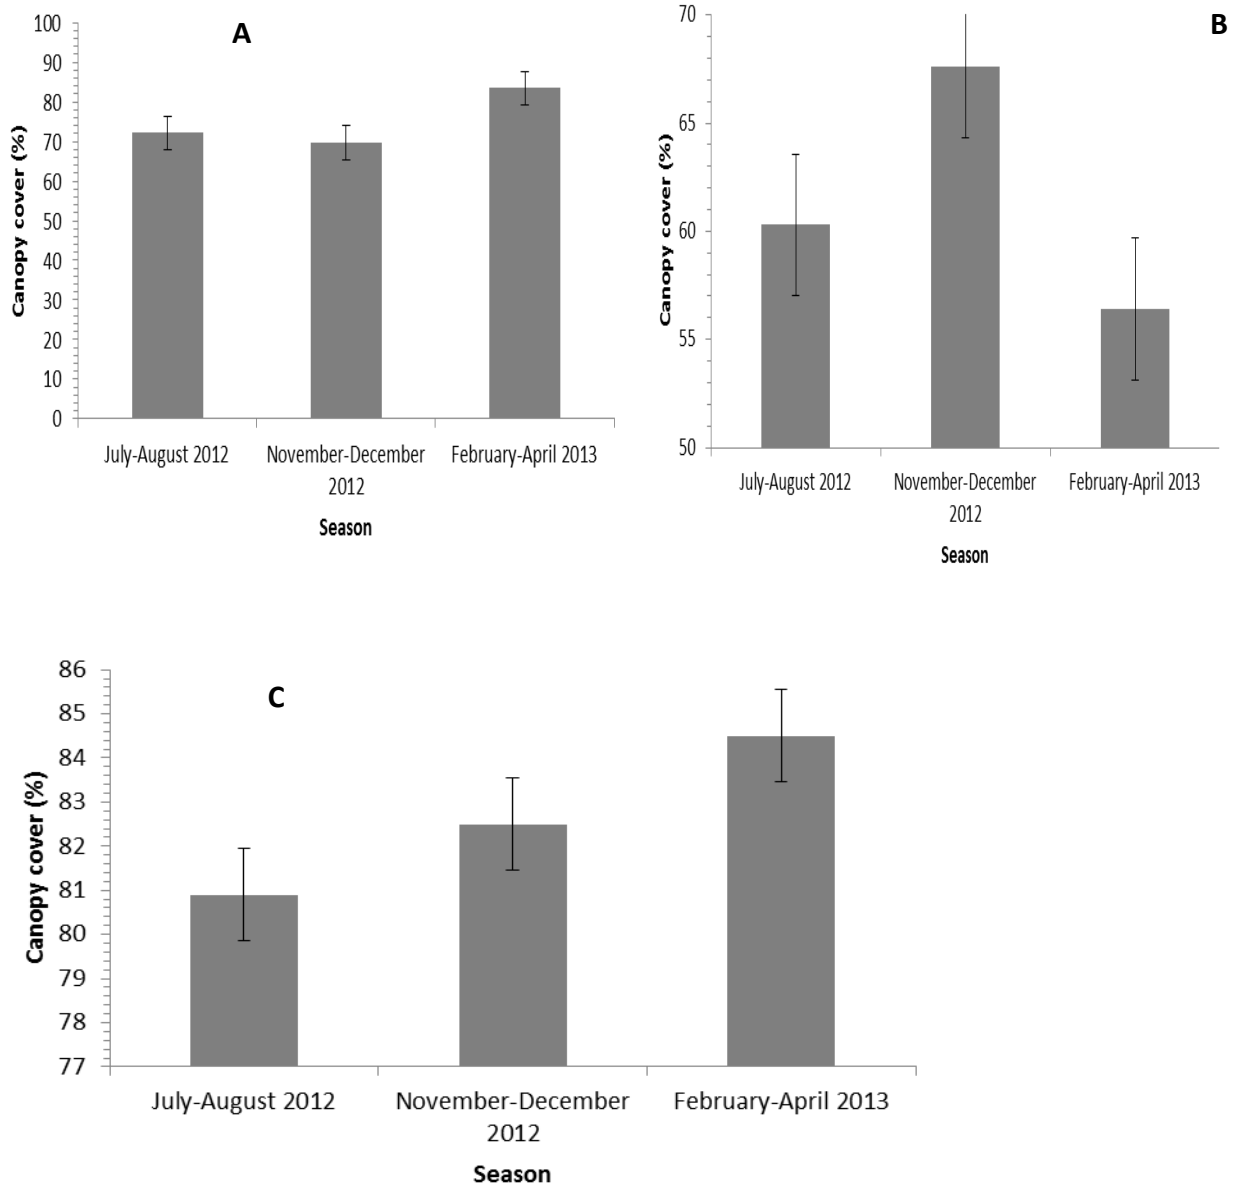 A
100
90
80
70
60
50
40
30
20
10
0
Canopy cover (%)
July-August 2012
November-December
2012
February-April 2013
Season
B
70
65
60
55
50
Canopy cover (%)
July-August 2012
November-December
2012
February-April 2013
Season
C
86
85
84
83
82
81
80
79
78
77
Canopy cover (%)
July-August 2012
November-December
2012
February-April 2013
Season